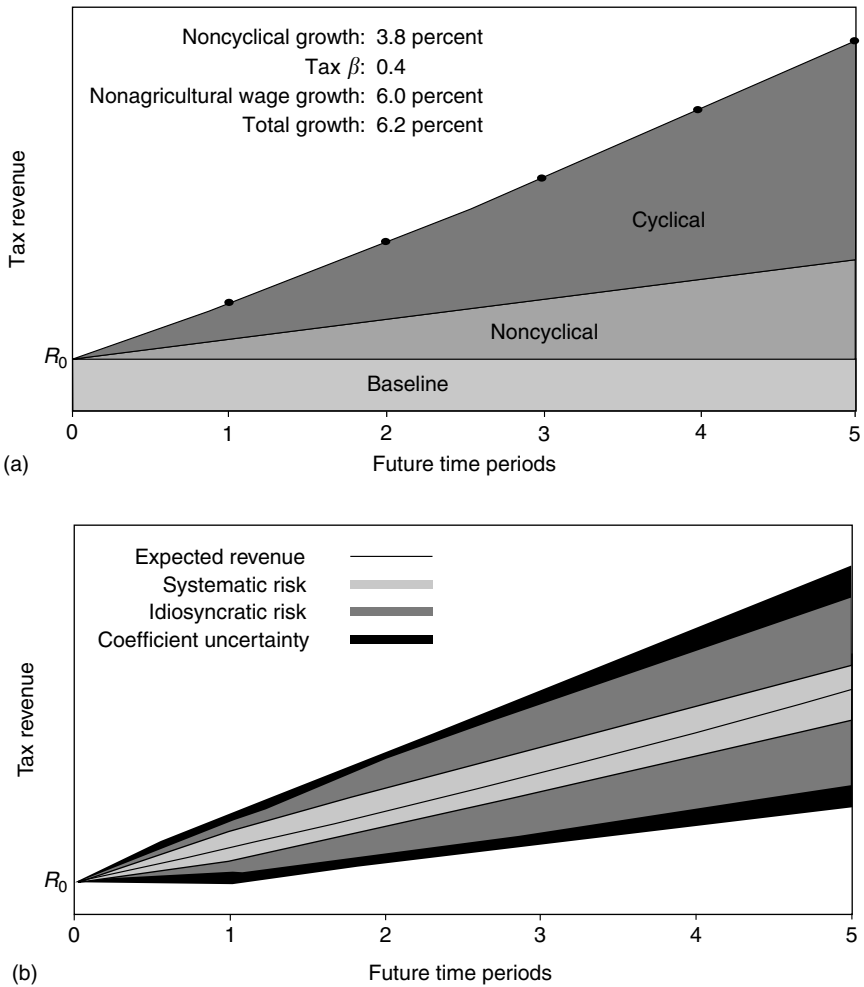 Noncyclical growth: 3.8 percent
Tax β: 0.4
Nonagricultural wage growth: 6.0 percent
Total growth: 6.2 percent
Tax revenue
Cyclical
Noncyclical
R0
Baseline
0 1 2 3 4 5
(a)
Future time periods
Expected revenue
Systematic risk
Idiosyncratic risk
Coefficient uncertainty
Tax revenue
R0
0 1 2 3 4 5
(b)
Future time periods